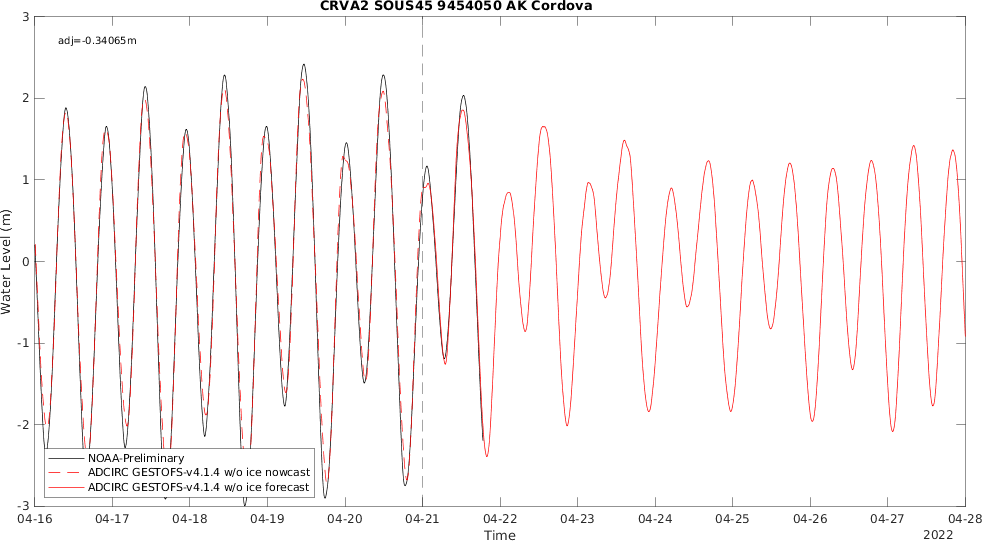 CRVA2 SOUS45 9454050 AK Cordova
adj=-0.34065m
3
2
1
0
-1
-2
-3
Water Level (m)
NOAA-Preliminary
ADCIRC GESTOFS-v4.1.4 w/o ice nowcast
ADCIRC GESTOFS-v4.1.4 w/o ice forecast
04-16 04-17 04-18 04-19 04-20 04-21 04-22 04-23 04-24 04-25 04-26 04-27 04-28
Time
2022